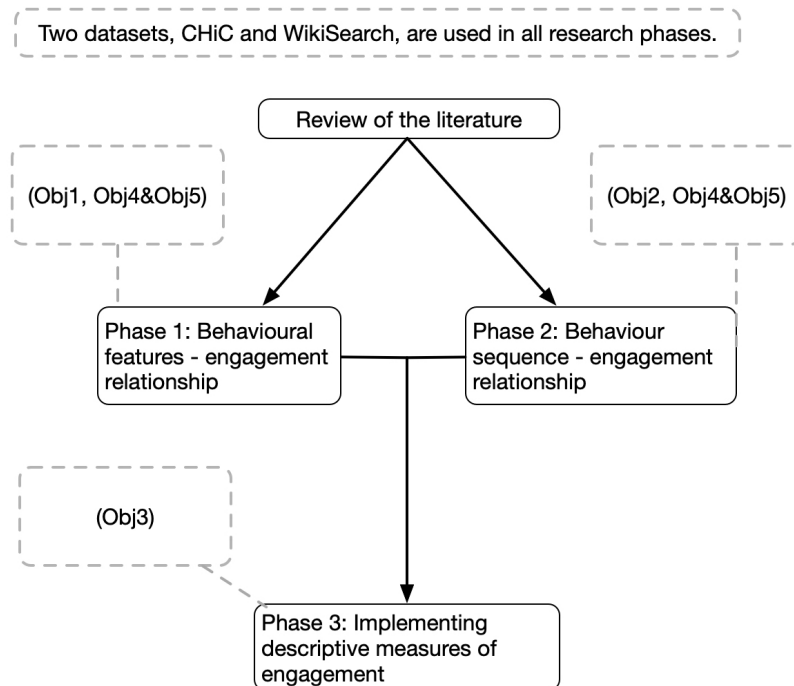 Two datasets, CHiC and WikiSearch, are used in all research phases.
Review of the literature
(Obj1, Obj4&Obj5)
(Obj2, Obj4&Obj5)
Phase 1: Behavioural
features - engagement
relationship
Phase 2: Behaviour
sequence - engagement
relationship
(Obj3)
Phase 3: Implementing
descriptive measures of
engagement